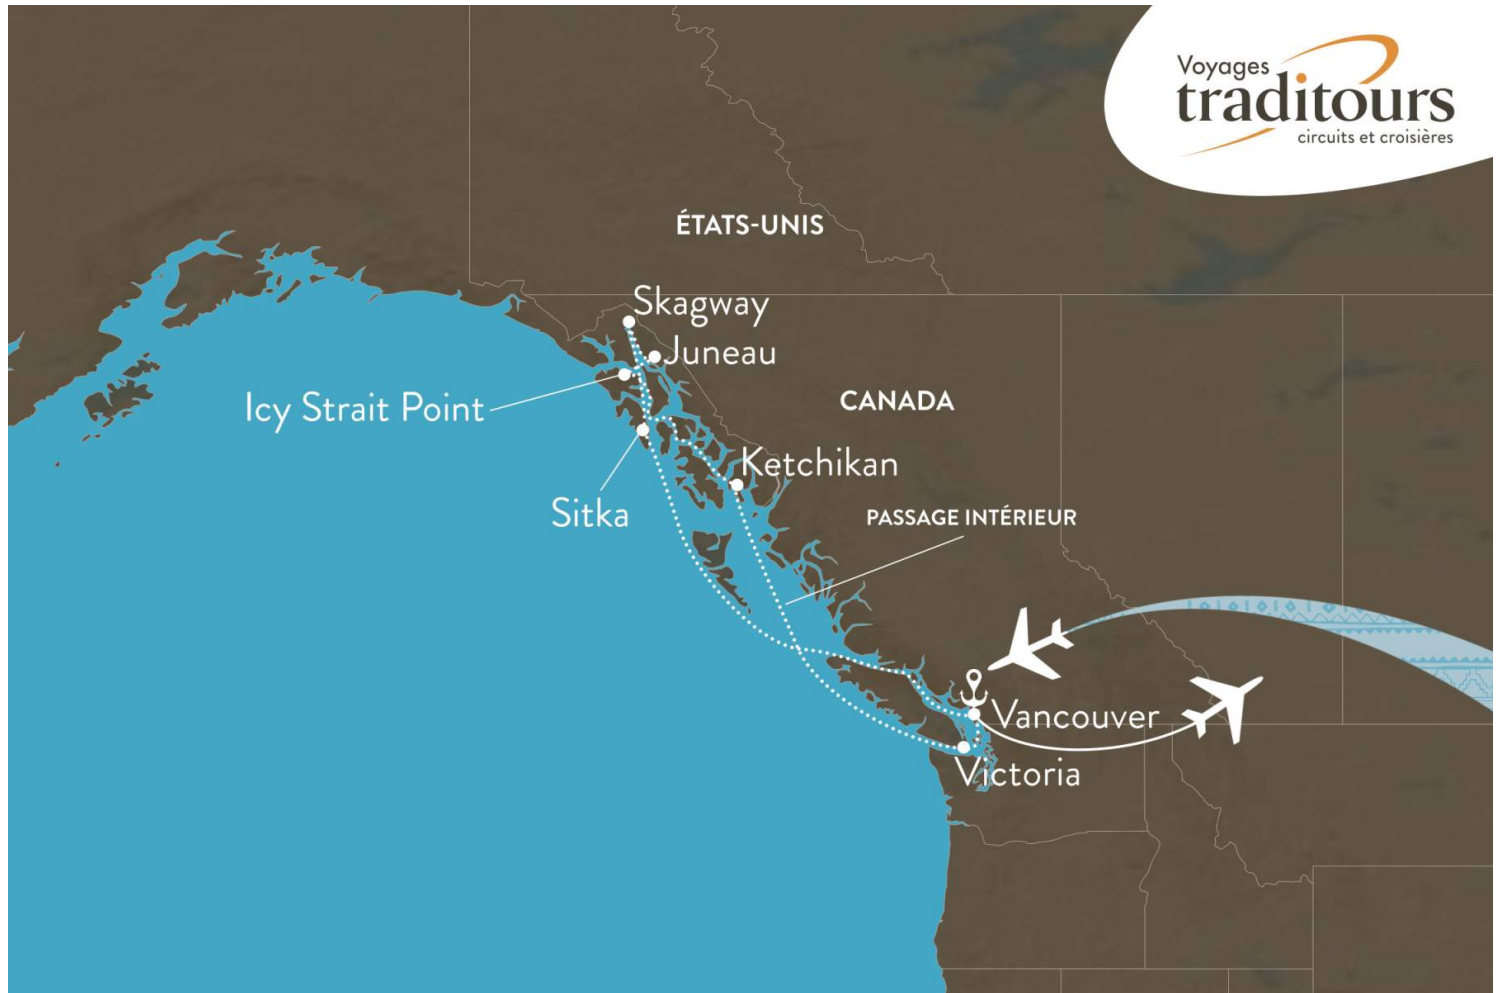 Voyages
traditours
circuits et croisières
ÉTATS-UNIS
Skagway
Juneau
Icy Strait Point
CANADA
Ketchikan
Sitka
PASSAGE INTÉRIEUR
Vancouver
Victoria